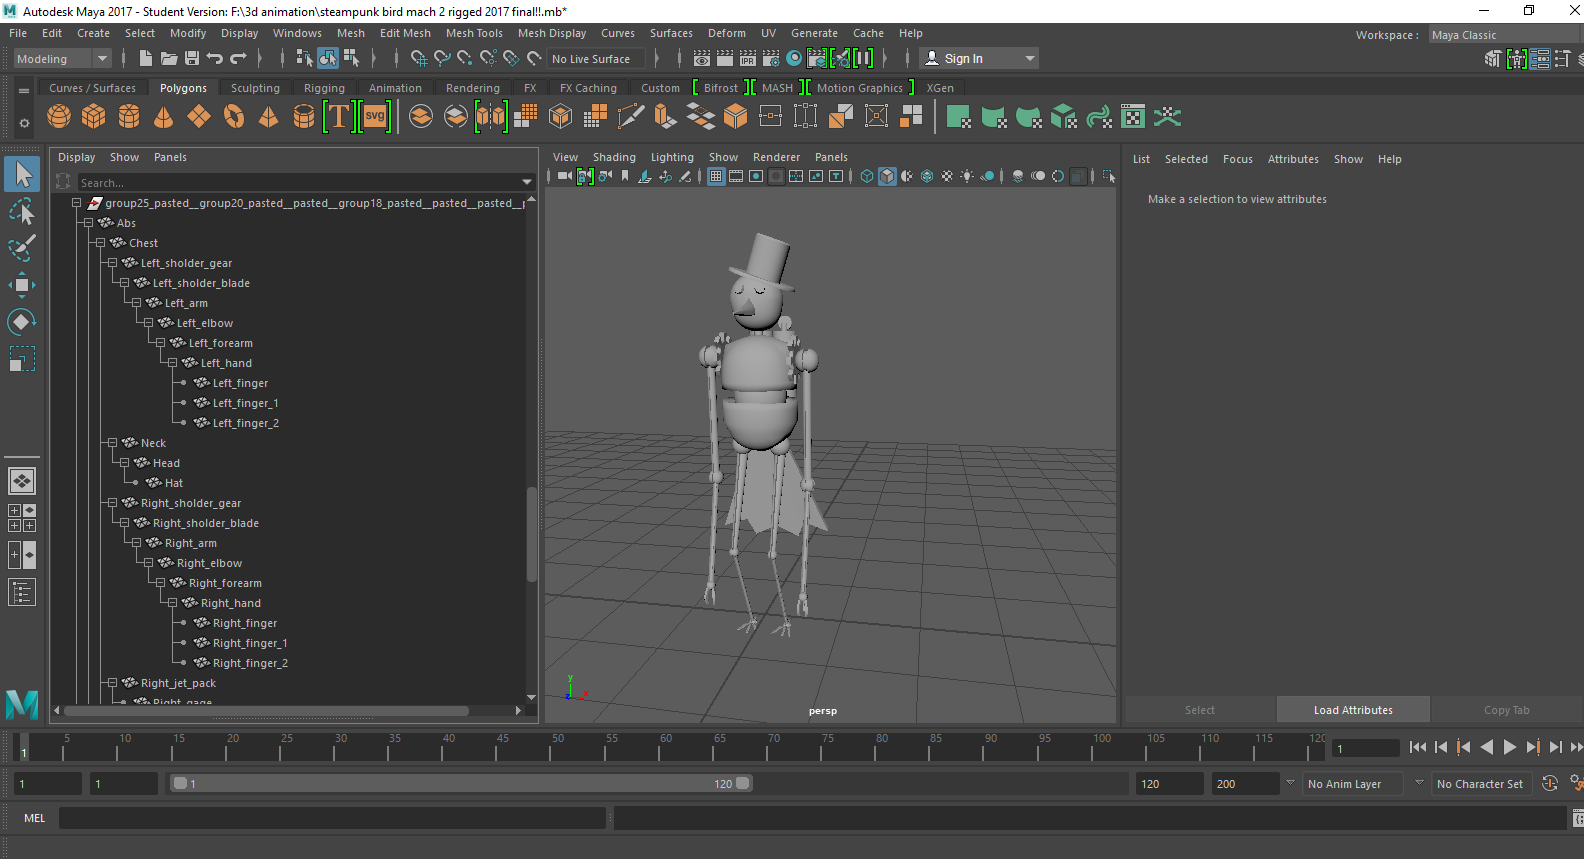 Autodesk Maya 2017 - Student Version: F:\3d animation\steampunk bird mach 2 rigged 2017 final!!.mb*
File Edit Create Select Modify Display Windows Mesh Edit Mesh Mesh Tools Mesh Display Curves Surfaces Deform UV Generate Cache Help Workspace : Maya Classic
Modeling No Live Surface IPR Sign In
Curves / Surfaces Polygons Sculpting Rigging Animation Rendering FX FX Caching Custom Bifrost MASH Motion Graphics XGen
T svg
Display Show Panels
View Shading Lighting Show Renderer Panels
List Selected Focus Attributes Show Help
Search...
Make a selection to view attributes
group25_pasted__group20_pasted__pasted__group18_pasted__pasted__pasted__p
Abs
Chest
Left_sholder_gear
Left_sholder_blade
Left_arm
Left_elbow
Left_forearm
Left_hand
Left_finger
Left_finger_1
Left_finger_2
Neck
Head
Hat
Right_sholder_gear
Right_sholder_blade
Right_arm
Right_elbow
Right_forearm
Right_hand
Right_finger
Right_finger_1
Right_finger_2
Right_jet_pack
Right_gage
y
z x
persp
Select Load Attributes Copy Tab
1 5 10 15 20 25 30 35 40 45 50 55 60 65 70 75 80 85 90 95 100 105 110 115 120 1
1 1 1 120 120 200 No Anim Layer No Character Set
MEL